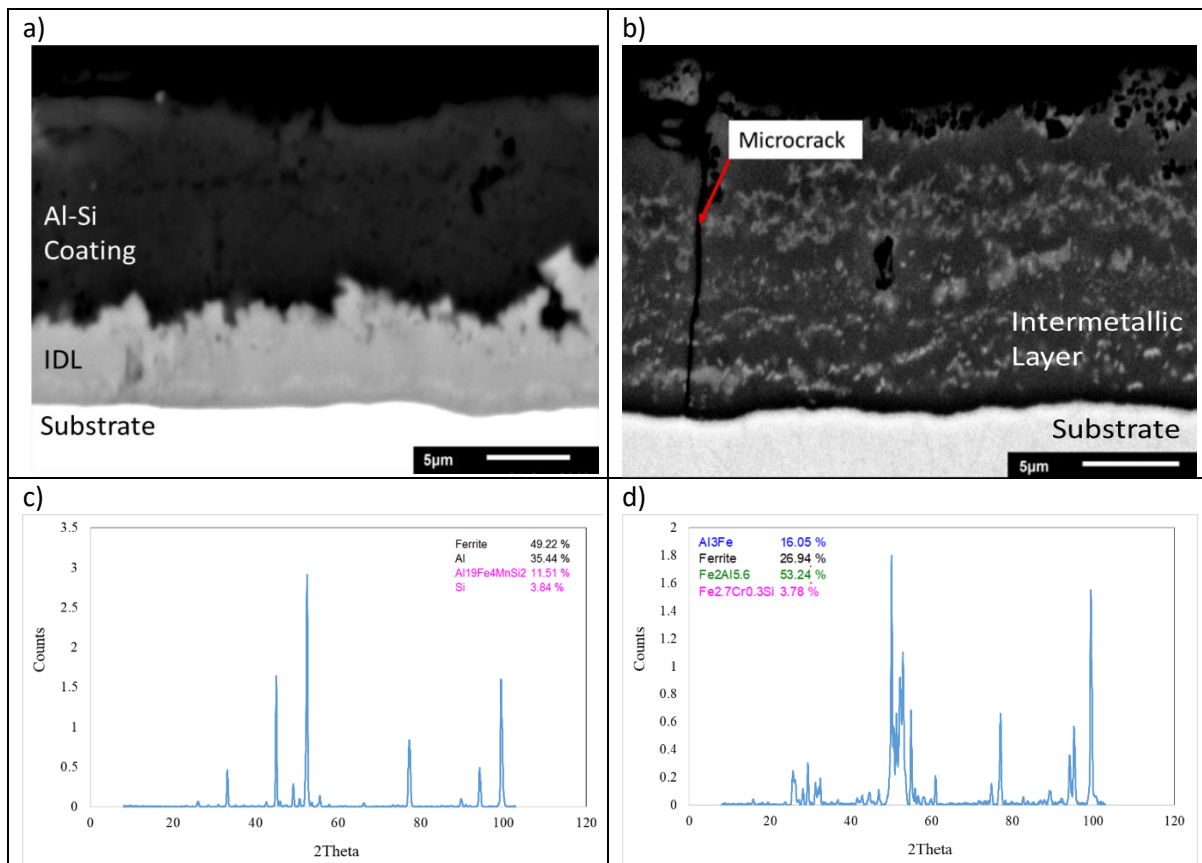 a)
Al-Si
Coating
IDL
Substrate
5µm
b)
Microcrack
Intermetallic
Layer
Substrate
5µm
c)
3.5
3
2.5
2
1.5
1
0.5
0
Counts
Ferrite 49.22 %
Al 35.44 %
Al19Fe4MnSi2 11.51 %
Si 3.84 %
0 20 40 60 80 100 120
2Theta
d)
2
1.8
1.6
1.4
1.2
1
0.8
0.6
0.4
0.2
0
Counts
Al3Fe 16.05 %
Ferrite 26.94 %
Fe2Al5.6 53.24 %
Fe2.7Cr0.3Si 3.78 %
0 20 40 60 80 100 120
2Theta